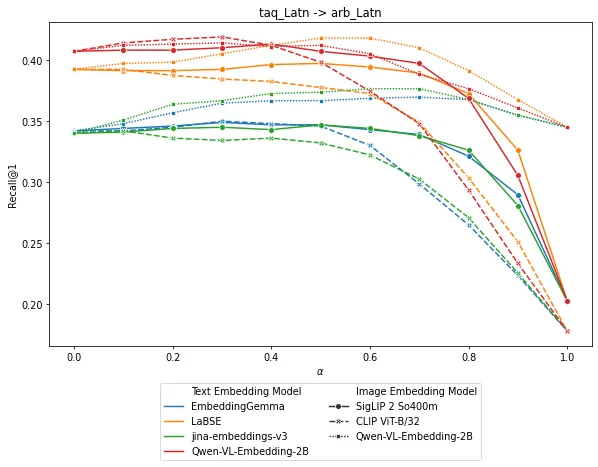 taq_Latn -> arb_Latn
Recall@1
0.40
0.35
0.30
0.25
0.20
0.0
0.2
0.4
0.6
0.8
1.0
α
Text Embedding Model
EmbeddingGemma
LaBSE
jina-embeddings-v3
Qwen-VL-Embedding-2B
Image Embedding Model
SigLIP 2 So400m
CLIP ViT-B/32
Qwen-VL-Embedding-2B